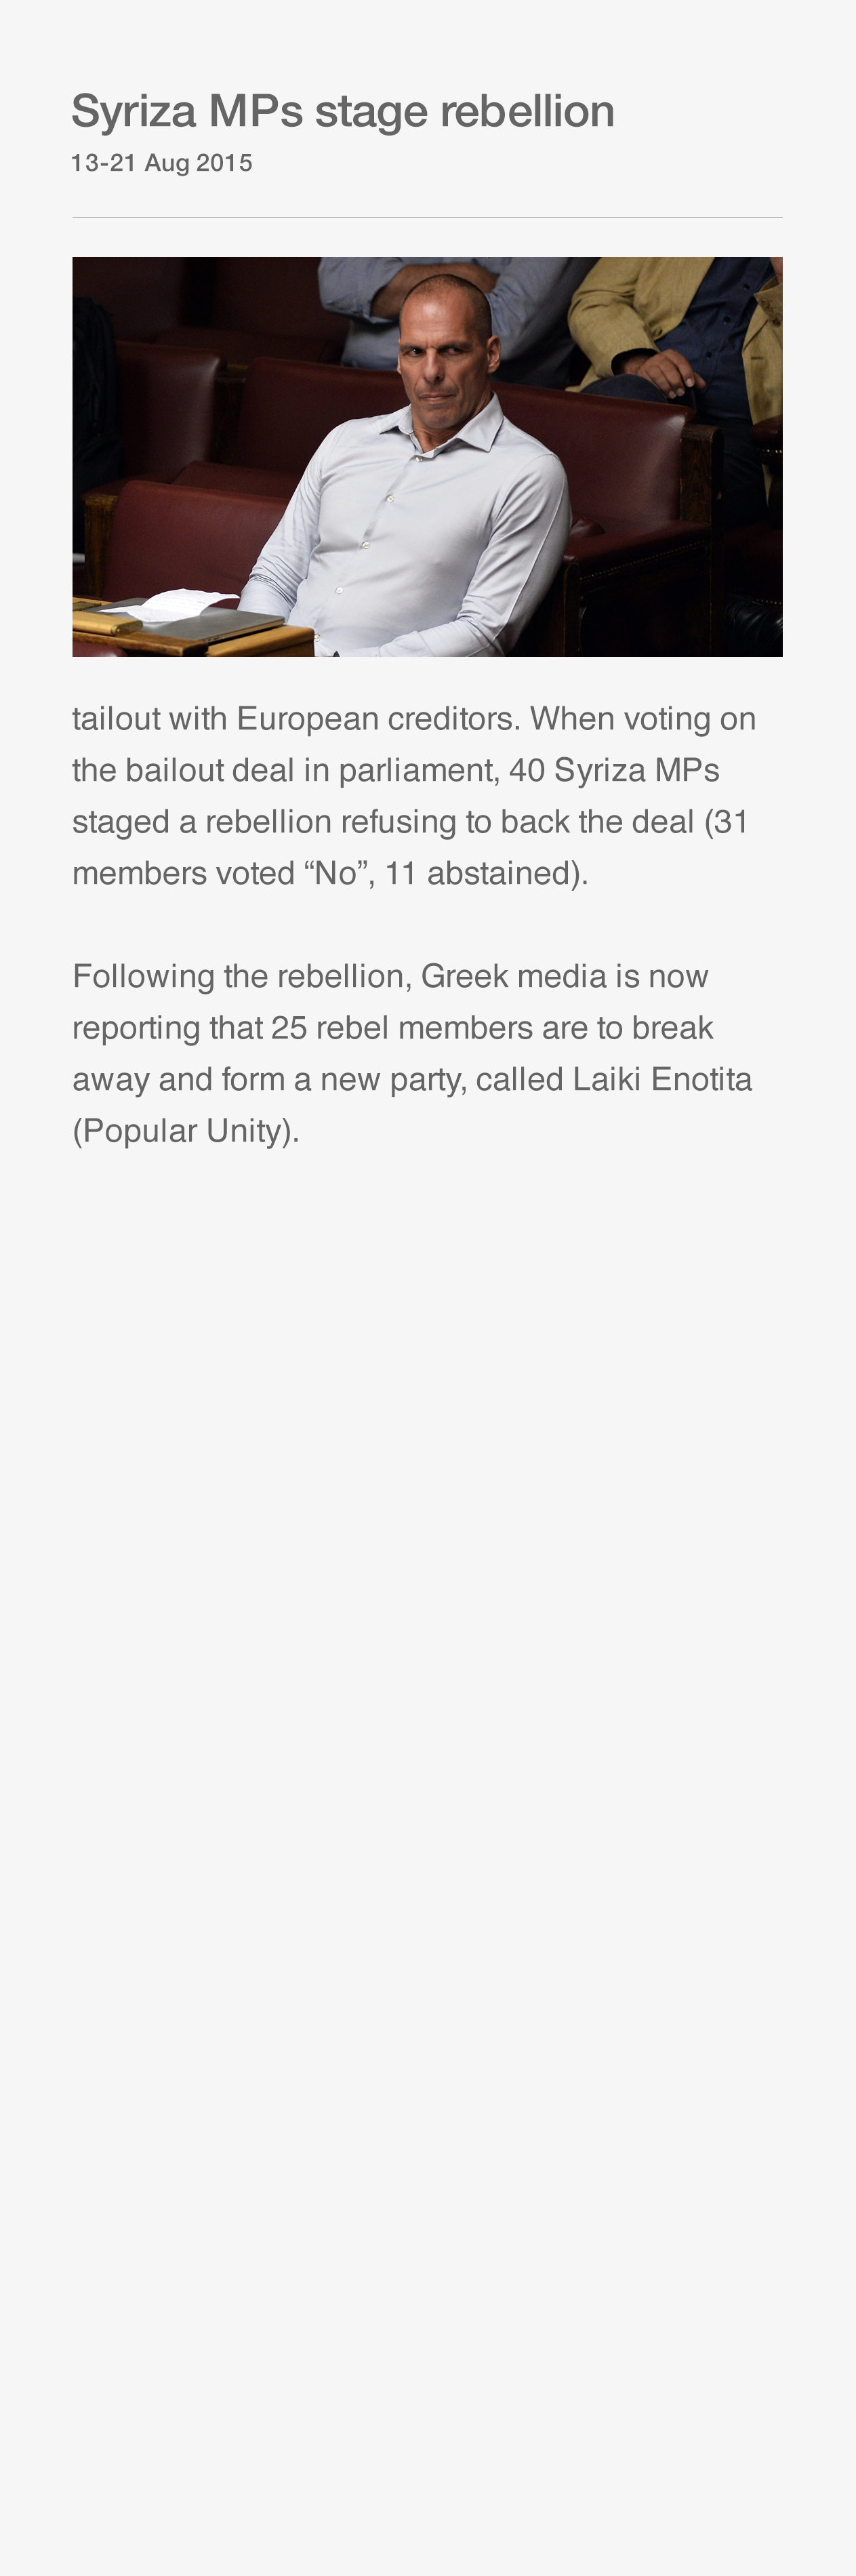 Syriza MPs stage rebellion
13-21 Aug 2015
tailout with European creditors. When voting on
the bailout deal in parliament, 40 Syriza MPs
staged a rebellion refusing to back the deal (31
members voted “No”, 11 abstained).
Following the rebellion, Greek media is now
reporting that 25 rebel members are to break
away and form a new party, called Laiki Enotita
(Popular Unity).